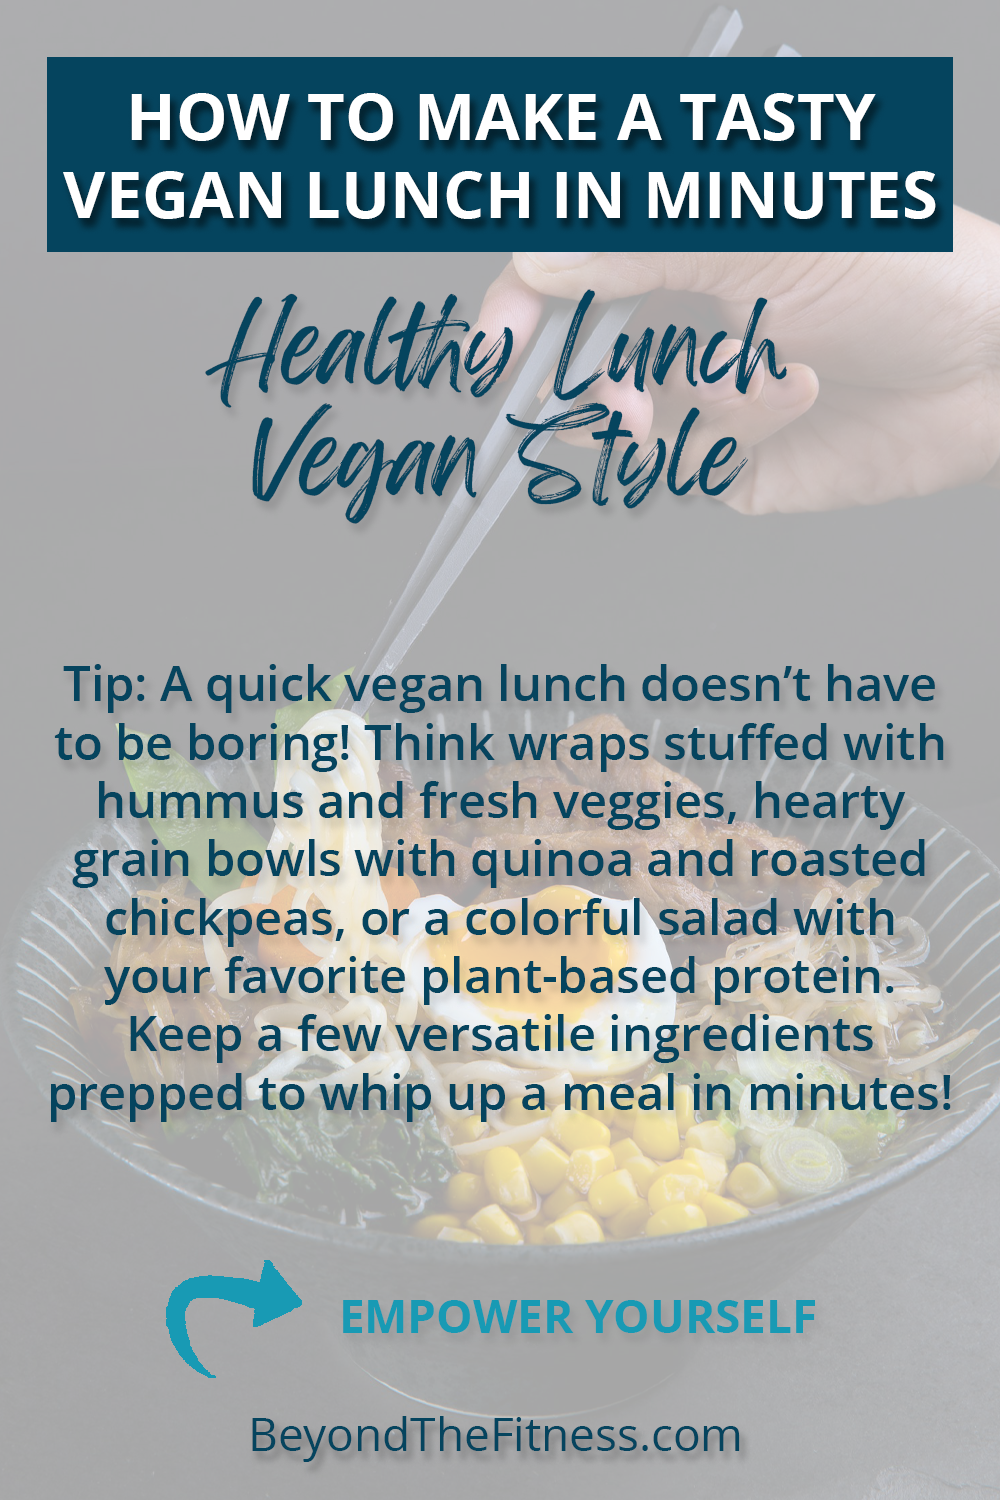 HOW TO MAKE A TASTY
VEGAN LUNCH IN MINUTES
Healthy Lunch
Vegan Style
Tip: A quick vegan lunch doesn’t have
to be boring! Think wraps stuffed with
hummus and fresh veggies, hearty
grain bowls with quinoa and roasted
chickpeas, or a colorful salad with
your favorite plant-based protein.
Keep a few versatile ingredients
prepped to whip up a meal in minutes!
EMPOWER YOURSELF
BeyondTheFitness.com